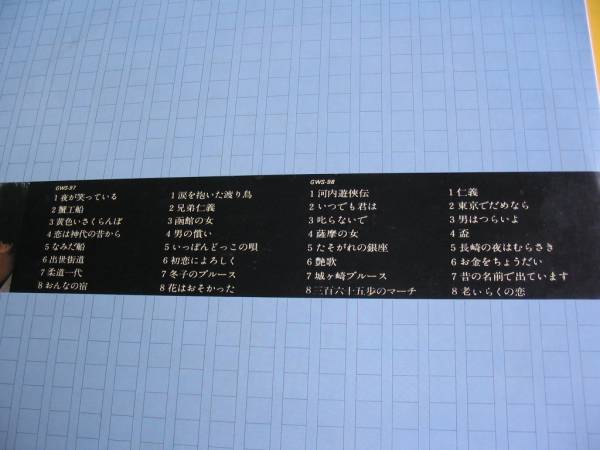 GWS-97
1 夜が笑っている
2 蟹工船
3 黄色いさくらんぼ
4 恋は神代の昔から
5 なみだ船
6 出世街道
7 柔道一代
8 おんなの宿
1 涙を抱いた渡り鳥
2 兄弟仁義
3 函館の女
4 男の償い
5 いっぽんどっこの唄
6 初恋によろしく
7 冬子のブルース
8 花はおそかった
GWS-98
1 河内遊侠伝
2 いつでも君は
3 叱らないで
4 薩摩の女
5 たそがれの銀座
6 艶歌
7 城ヶ崎ブルース
8 三百六十五歩のマーチ
1 仁義
2 東京でだめなら
3 男はつらいよ
4 盃
5 長崎の夜はむらさき
6 お金をちょうだい
7 昔の名前で出ています
8 老いらくの恋